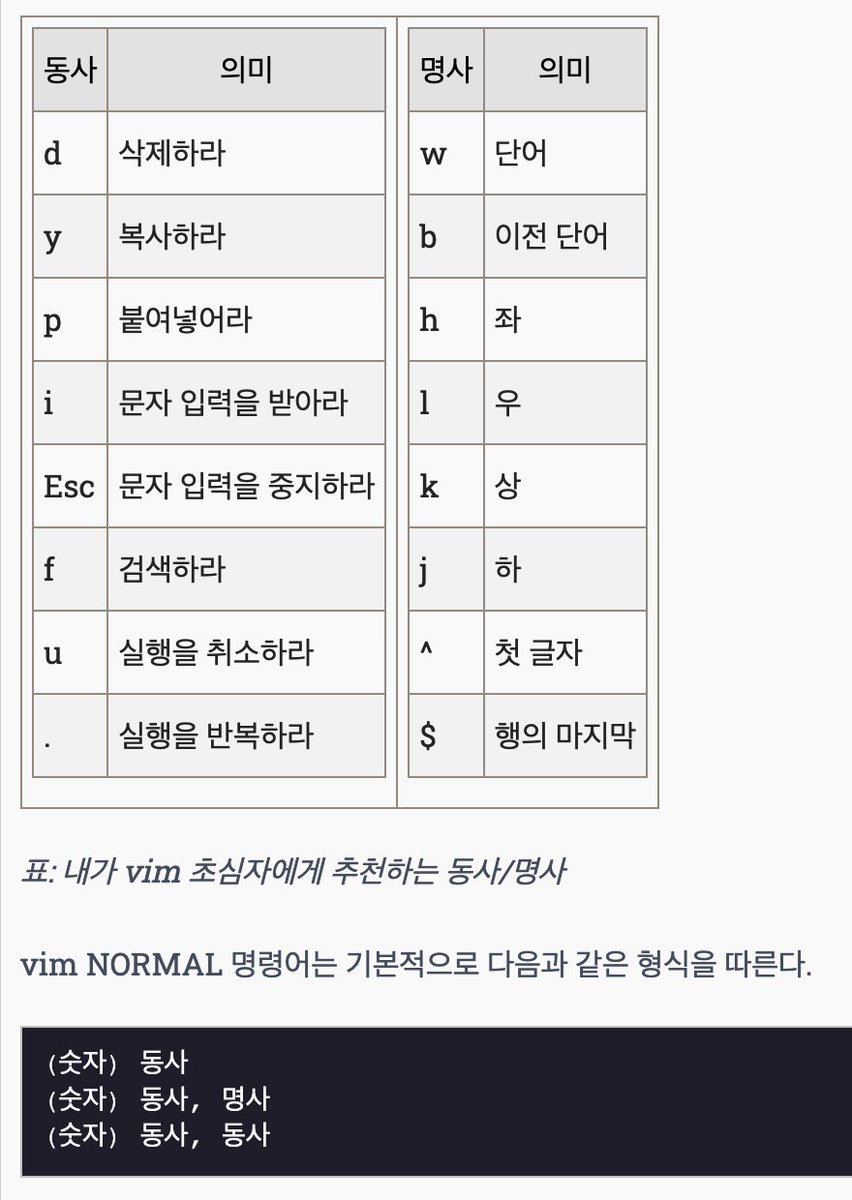 동사 의미 명사 의미
d 삭제하라 w 단어
y 복사하라 b 이전 단어
p 붙여넣어라 h 좌
i 문자 입력을 받아라 l 우
Esc 문자 입력을 중지하라 k 상
f 검색하라 j 하
u 실행을 취소하라 ^ 첫 글자
. 실행을 반복하라 $ 행의 마지막
표: 내가 vim 초심자에게 추천하는 동사/명사
vim NORMAL 명령어는 기본적으로 다음과 같은 형식을 따른다.
(숫자) 동사
(숫자) 동사, 명사
(숫자) 동사, 동사